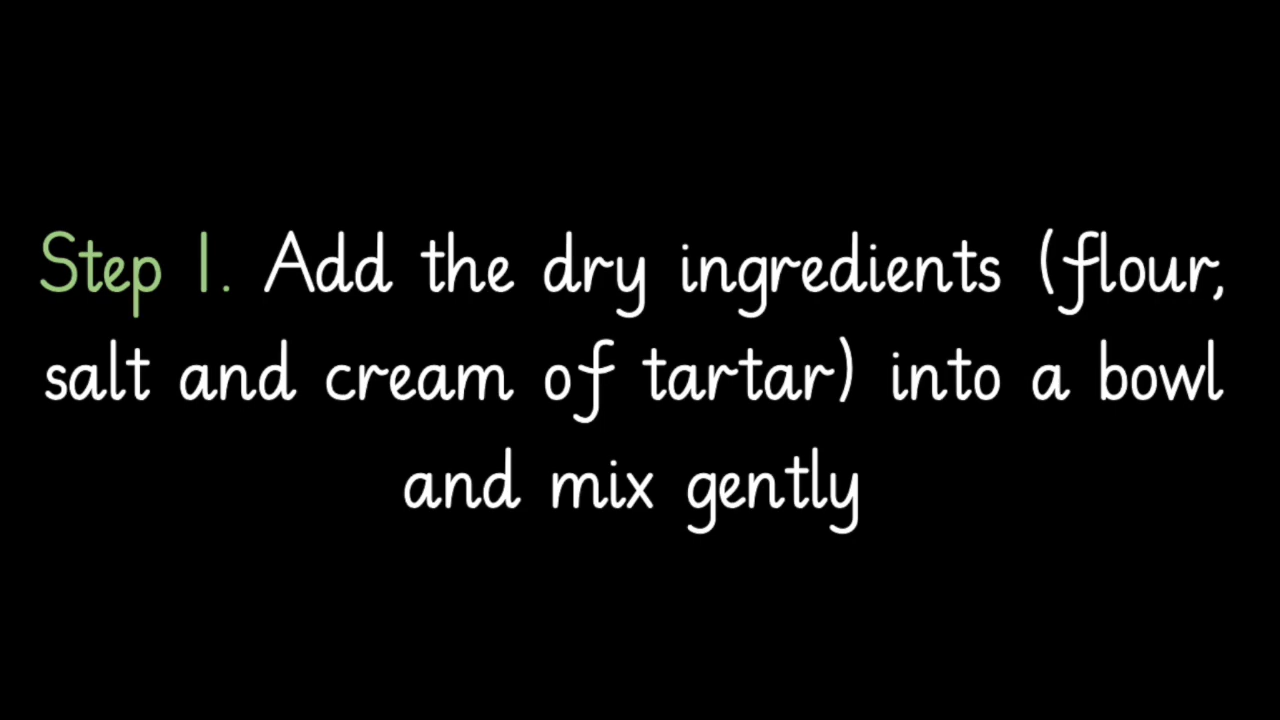 Step 1. Add the dry ingredients (flour,
salt and cream of tartar) into a bowl
and mix gently